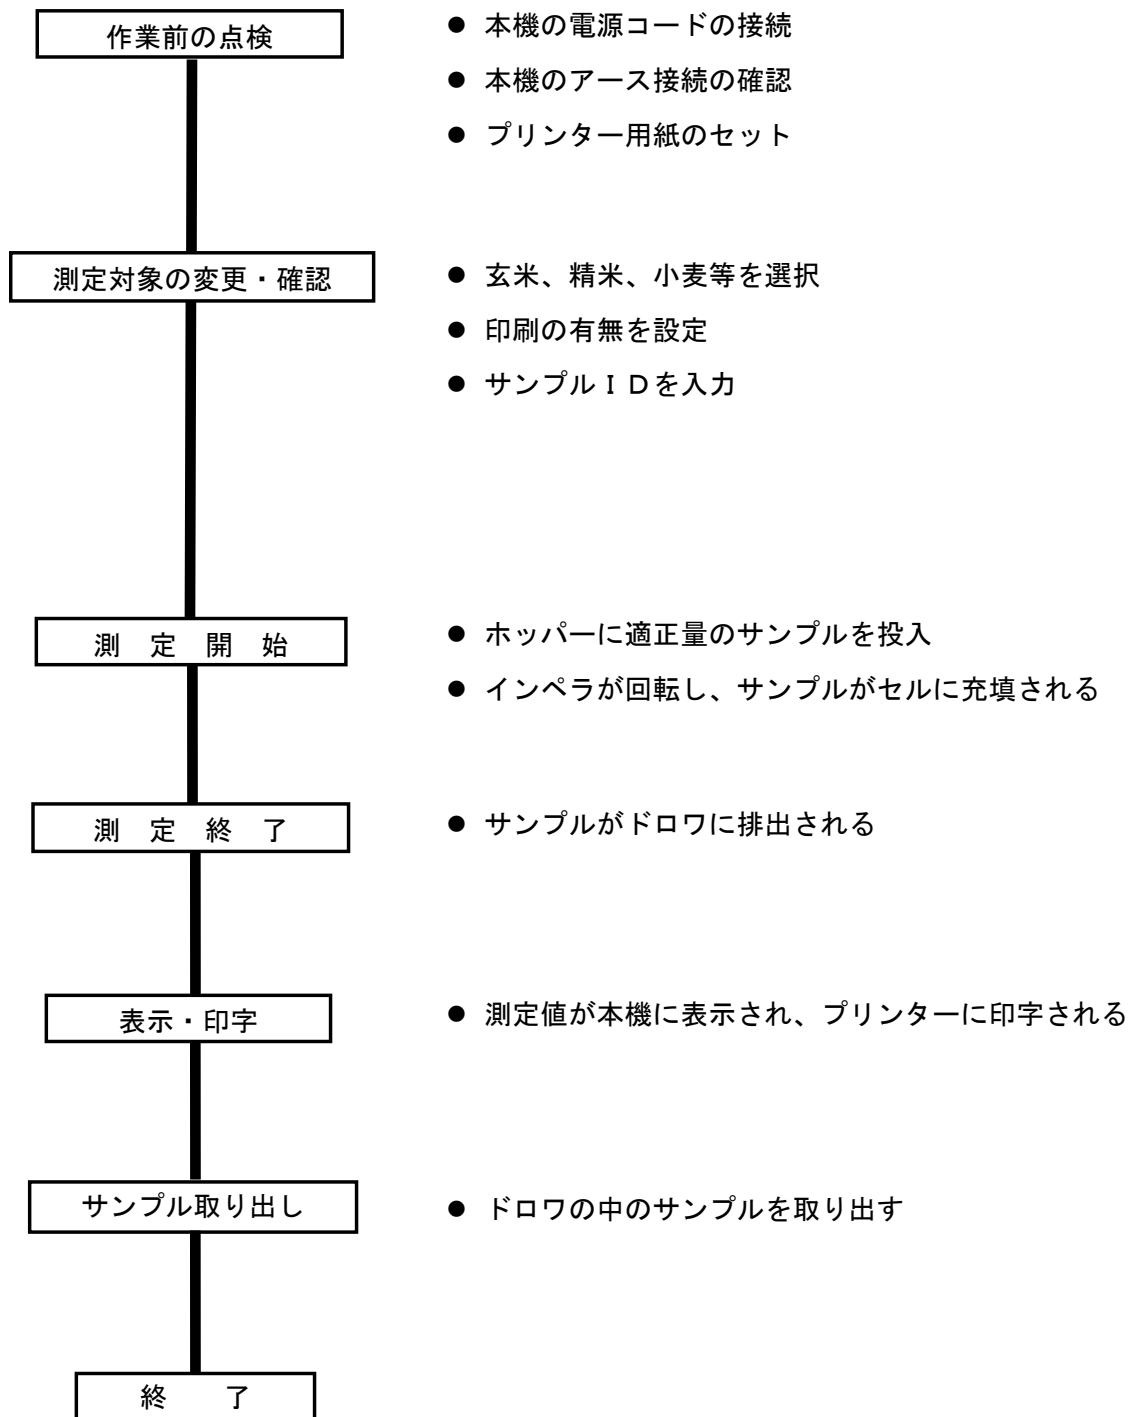 作業前の点検
● 本機の電源コードの接続
● 本機のアース接続の確認
● プリンター用紙のセット
測定対象の変更・確認
● 玄米、精米、小麦等を選択
● 印刷の有無を設定
● サンプルＩＤを入力
測　定　開　始
● ホッパーに適正量のサンプルを投入
● インペラが回転し、サンプルがセルに充填される
測　定　終　了
● サンプルがドロワに排出される
表示・印字
● 測定値が本機に表示され、プリンターに印字される
サンプル取り出し
● ドロワの中のサンプルを取り出す
終　　了